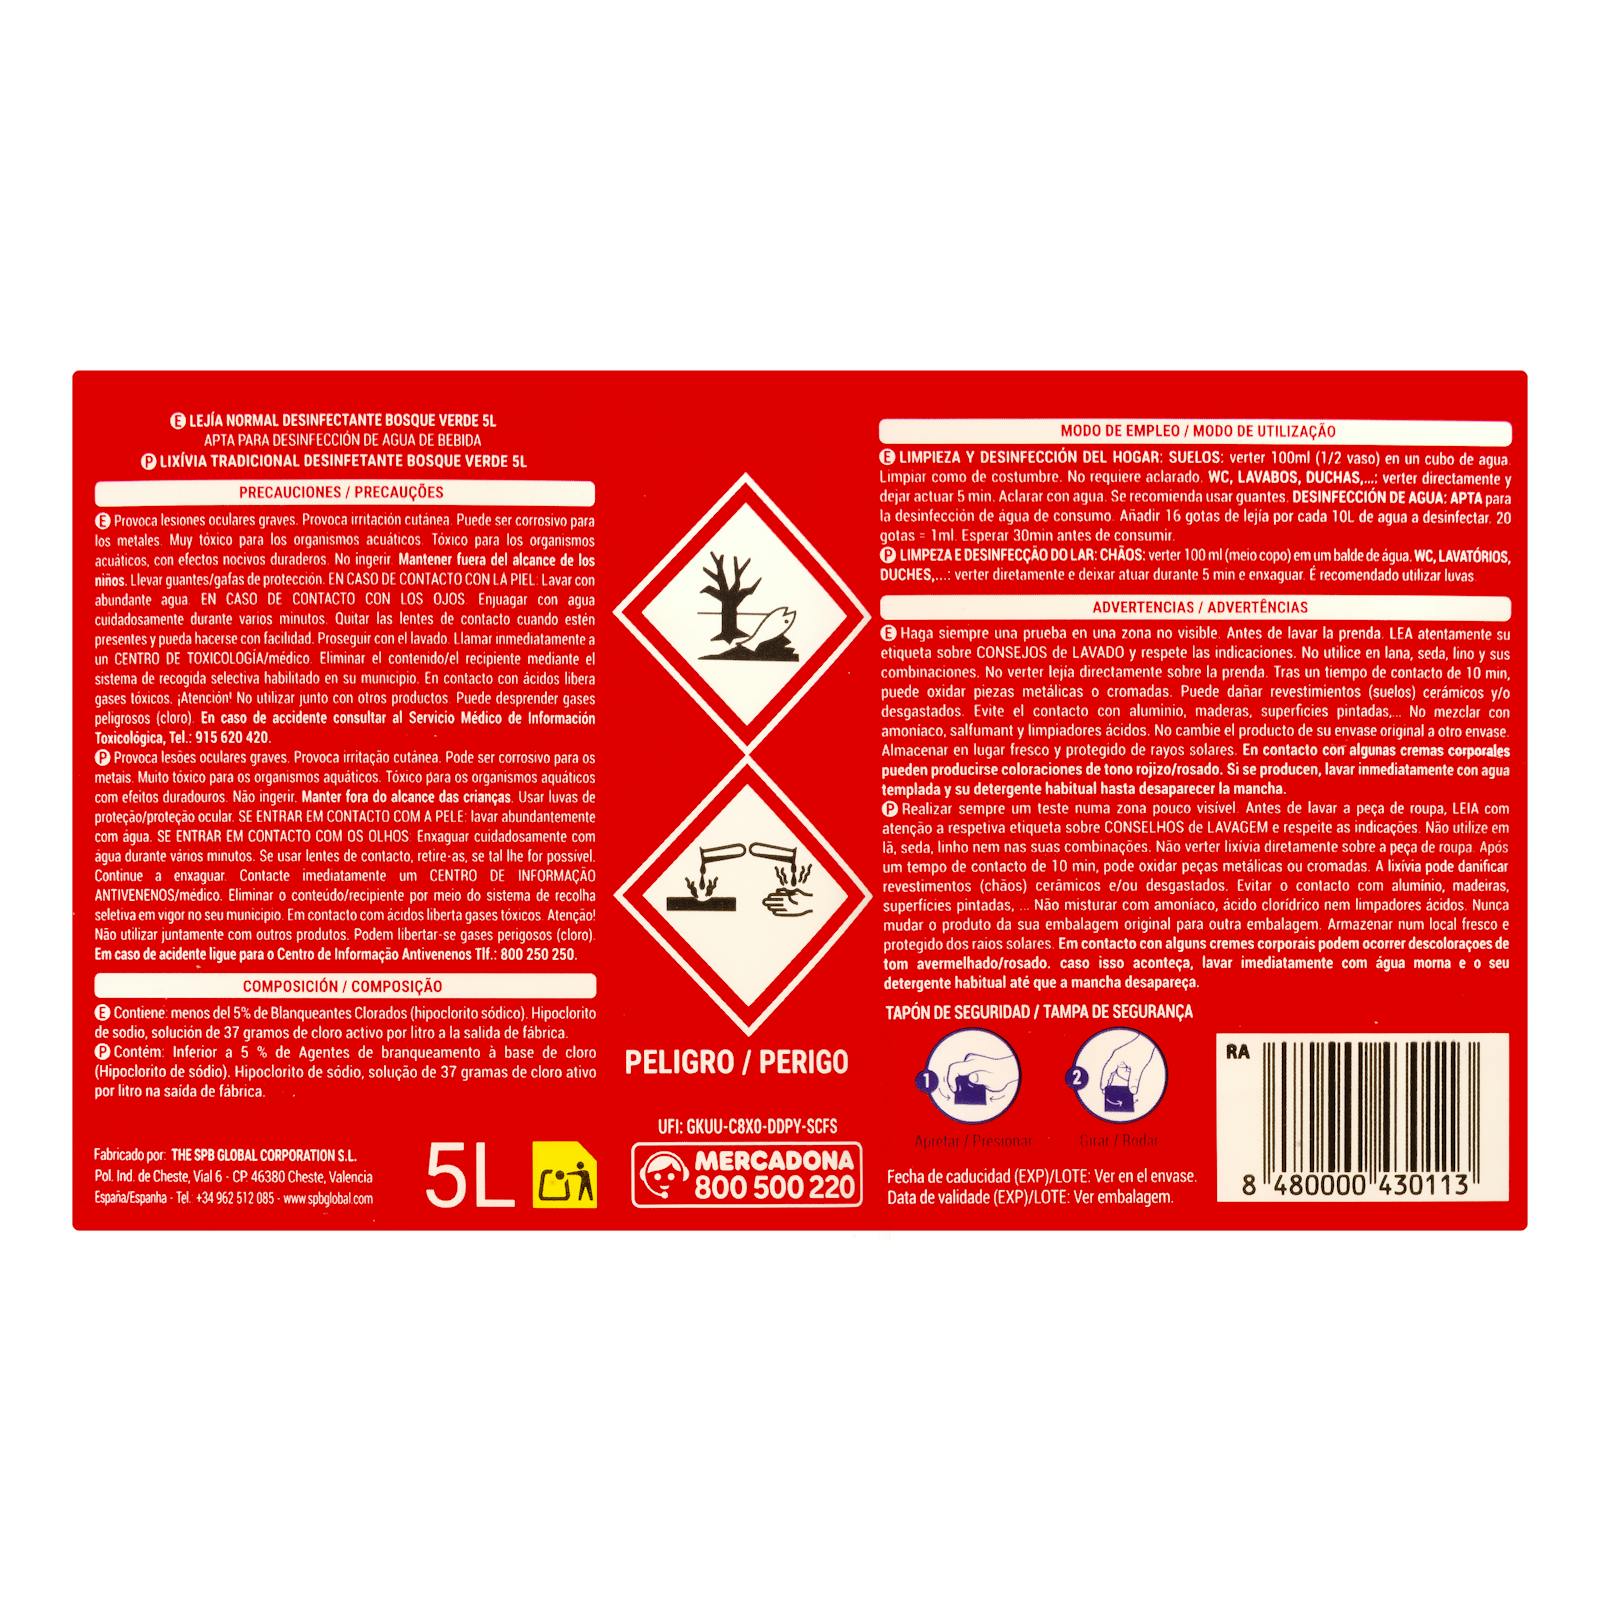 E LEJÍA NORMAL DESINFECTANTE BOSQUE VERDE 5L
APTA PARA DESINFECCIÓN DE AGUA DE BEBIDA
P LIXÍVIA TRADICIONAL DESINFETANTE BOSQUE VERDE 5L
PRECAUCIONES / PRECAUÇÕES
E Provoca lesiones oculares graves. Provoca irritación cutánea. Puede ser corrosivo para
los metales. Muy tóxico para los organismos acuáticos. Tóxico para los organismos
acuáticos, con efectos nocivos duraderos. No ingerir. Mantener fuera del alcance de los
niños. Llevar guantes/gafas de protección. EN CASO DE CONTACTO CON LA PIEL: Lavar con
abundante agua. EN CASO DE CONTACTO CON LOS OJOS: Enjuagar con agua
cuidadosamente durante varios minutos. Quitar las lentes de contacto cuando estén
presentes y pueda hacerse con facilidad. Proseguir con el lavado. Llamar inmediatamente a
un CENTRO DE TOXICOLOGÍA/médico. Eliminar el contenido/el recipiente mediante el
sistema de recogida selectiva habilitado en su municipio. En contacto con ácidos libera
gases tóxicos. ¡Atención! No utilizar junto con otros productos. Puede desprender gases
peligrosos (cloro). En caso de accidente consultar al Servicio Médico de Información
Toxicológica, Tel.: 915 620 420.
P Provoca lesões oculares graves. Provoca irritação cutánea. Pode ser corrosivo para os
metais. Muito tóxico para os organismos aquáticos. Tóxico para os organismos aquáticos
com efeitos duradouros. Não ingerir. Manter fora do alcance das crianças. Usar luvas de
proteção/proteção ocular. SE ENTRAR EM CONTACTO COM A PELE: lavar abundantemente
com água. SE ENTRAR EM CONTACTO COM OS OLHOS: Enxaguar cuidadosamente com
água durante vários minutos. Se usar lentes de contacto, retire-as, se tal lhe for possível.
Continue a enxaguar. Contacte imediatamente um CENTRO DE INFORMAÇÃO
ANTIVENENOS/médico. Eliminar o conteúdo/recipiente por meio do sistema de recolha
seletiva em vigor no seu municipio. Em contacto com ácidos liberta gases tóxicos. Atenção!
Não utilizar juntamente com outros produtos. Podem libertar-se gases perigosos (cloro).
Em caso de acidente ligue para o Centro de Informação Antivenenos Tlf.: 800 250 250.
COMPOSICIÓN / COMPOSIÇÃO
E Contiene: menos del 5% de Blanqueantes Clorados (hipoclorito sódico). Hipoclorito
de sodio, solución de 37 gramos de cloro activo por litro a la salida de fábrica.
P Contém: Inferior a 5 % de Agentes de branqueamento à base de cloro
(Hipoclorito de sódio). Hipoclorito de sódio, solução de 37 gramas de cloro ativo
por litro na saída de fábrica.
Fabricado por: THE SPB GLOBAL CORPORATION S.L.
Pol. Ind. de Cheste, Vial 6 - CP. 46380 Cheste, Valencia
España/Espanha - Tel. +34 962 512 085 - www.spbglobal.com
5L
PELIGRO / PERIGO
UFI: GKUU-C8X0-DDPY-SCFS
MERCADONA
800 500 220
MODO DE EMPLEO / MODO DE UTILIZAÇÃO
E LIMPIEZA Y DESINFECCIÓN DEL HOGAR: SUELOS: verter 100ml (1/2 vaso) en un cubo de agua.
Limpiar como de costumbre. No requiere aclarado. WC, LAVABOS, DUCHAS,...: verter directamente y
dejar actuar 5 min. Aclarar con agua. Se recomienda usar guantes. DESINFECCIÓN DE AGUA: APTA para
la desinfección de agua de consumo. Añadir 16 gotas de lejía por cada 10L de agua a desinfectar. 20
gotas = 1ml. Esperar 30min antes de consumir.
P LIMPEZA E DESINFECÇÃO DO LAR: CHÃOS: verter 100 ml (meio copo) em um balde de água. WC, LAVATÓRIOS,
DUCHES,...: verter diretamente e deixar atuar durante 5 min e enxaguar. É recomendado utilizar luvas.
ADVERTENCIAS / ADVERTÊNCIAS
E Haga siempre una prueba en una zona no visible. Antes de lavar la prenda. LEA atentamente su
etiqueta sobre CONSEJOS de LAVADO y respete las indicaciones. No utilice en lana, seda, lino y sus
combinaciones. No verter lejía directamente sobre la prenda. Tras un tiempo de contacto de 10 min,
puede oxidar piezas metálicas o cromadas. Puede dañar revestimientos (suelos) cerámicos y/o
desgastados. Evite el contacto con aluminio, maderas, superficies pintadas,... No mezclar con
amoniaco, salfumant y limpiadores ácidos. No cambie el producto de su envase original a otro envase.
Almacenar en lugar fresco y protegido de rayos solares. En contacto con algunas cremas corporales
pueden producirse coloraciones de tono rojizo/rosado. Si se producen, lavar inmediatamente con agua
templada y su detergente habitual hasta desaparecer la mancha.
P Realizar sempre um teste numa zona pouco visível. Antes de lavar a peça de roupa, LEIA com
atenção a respetiva etiqueta sobre CONSELHOS de LAVAGEM e respeite as indicações. Não utilize em
lã, seda, linho nem nas suas combinações. Não verter lixívia diretamente sobre a peça de roupa. Após
um tempo de contacto de 10 min, pode oxidar peças metálicas ou cromadas. A lixívia pode danificar
revestimentos (chãos) cerámicos e/ou desgastados. Evitar o contacto com alumínio, madeiras,
superfícies pintadas, ... Não misturar com amoníaco, ácido clorídrico nem limpadores ácidos. Nunca
mudar o produto da sua embalagem original para outra embalagem. Armazenar num local fresco e
protegido dos raios solares. Em contacto con alguns cremes corporais podem ocorrer descoloraçoes de
tom avermelhado/rosado. caso isso aconteça, lavar imediatamente com água morna e o seu
detergente habitual até que a mancha desapareça.
TAPÓN DE SEGURIDAD / TAMPA DE SEGURANÇA
1
2
Apretar / Presionar
Girar / Rodar
Fecha de caducidad (EXP)/LOTE: Ver en el envase.
Data de validade (EXP)/LOTE: Ver embalagem.
RA
8 480000 430113